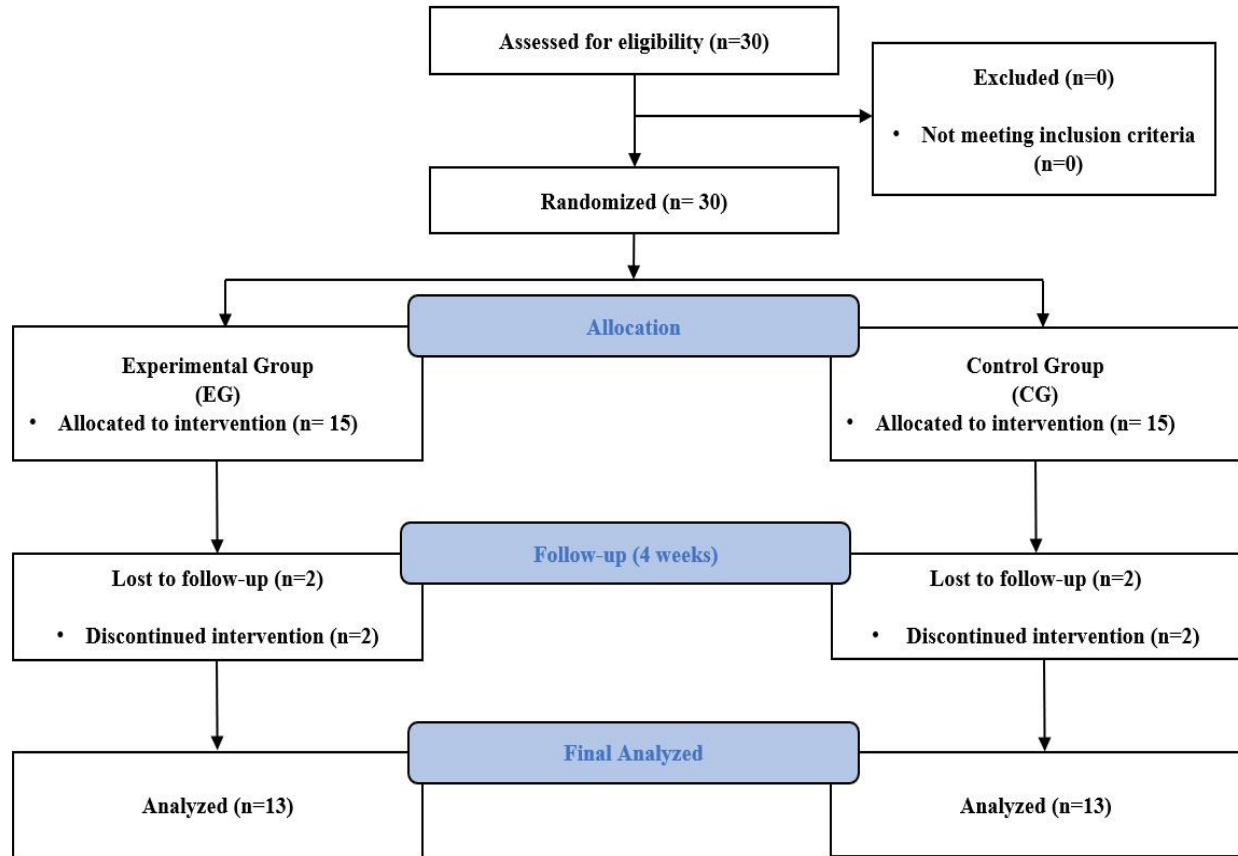 Assessed for eligibility (n=30)
Excluded (n=0)
• Not meeting inclusion criteria
(n=0)
Randomized (n= 30)
Allocation
Experimental Group
(EG)
• Allocated to intervention (n= 15)
Control Group
(CG)
• Allocated to intervention (n= 15)
Follow-up (4 weeks)
Lost to follow-up (n=2)
• Discontinued intervention (n=2)
Lost to follow-up (n=2)
• Discontinued intervention (n=2)
Final Analyzed
Analyzed (n=13)
Analyzed (n=13)